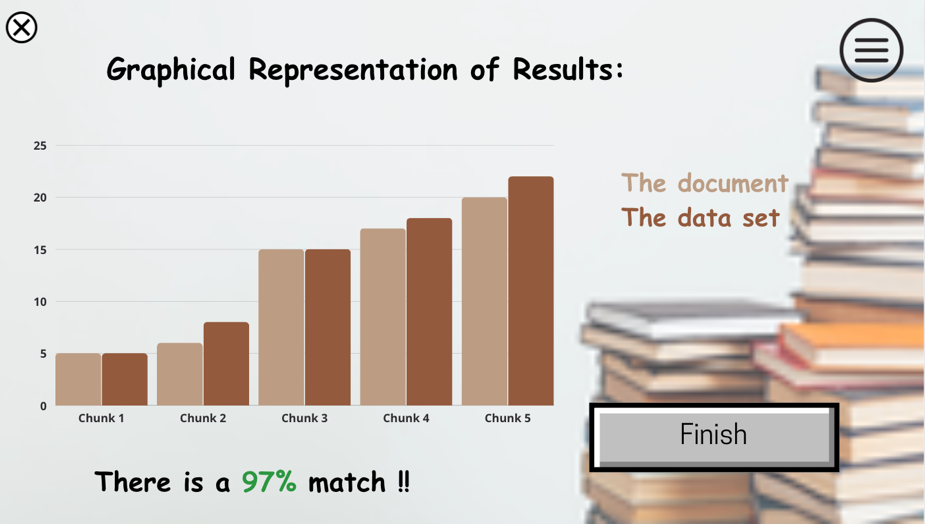 Graphical Representation of Results:
25
20
15
10
5
0
Chunk 1 Chunk 2 Chunk 3 Chunk 4 Chunk 5
The document
The data set
Finish
There is a 97% match !!